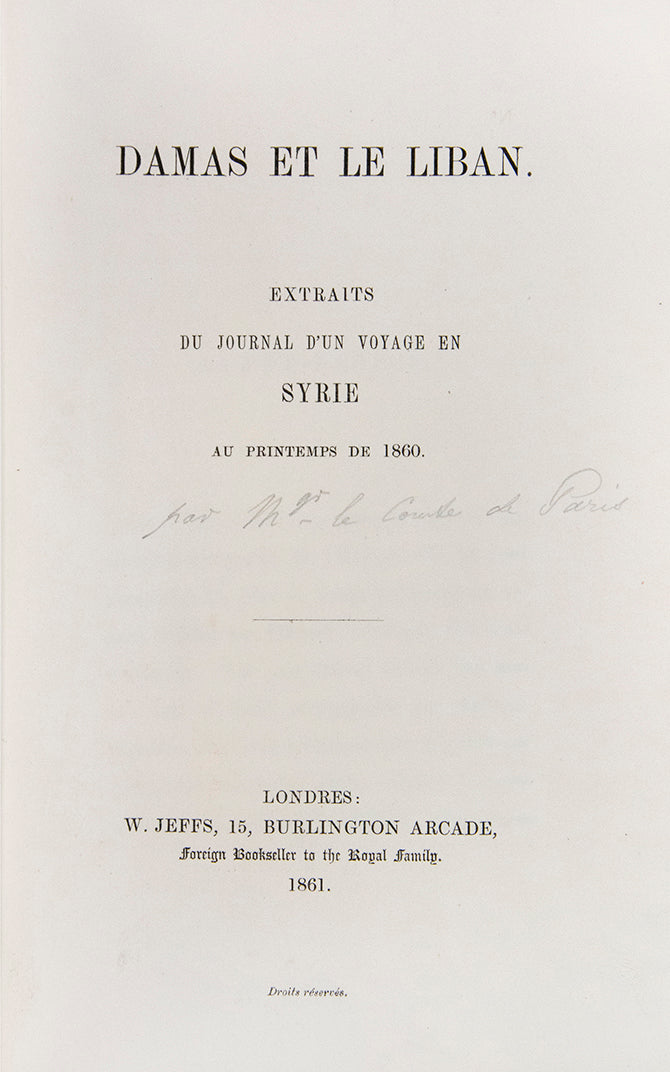 DAMAS ET LE LIBAN.
EXTRAITS
DU JOURNAL D'UN VOYAGE EN
SYRIE
AU PRINTEMPS DE 1860.
par Mgr le Comte de Paris
LONDRES:
W. JEFFS, 15, BURLINGTON ARCADE,
Foreign Bookseller to the Royal Family.
1861.
Droits réservés.